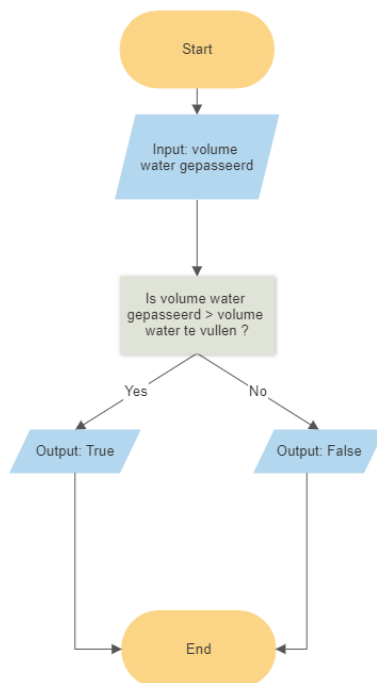 Start
Input: volume
water gepasseerd
Is volume water
gepasseerd > volume
water te vullen ?
Yes
No
Output: True
Output: False
End